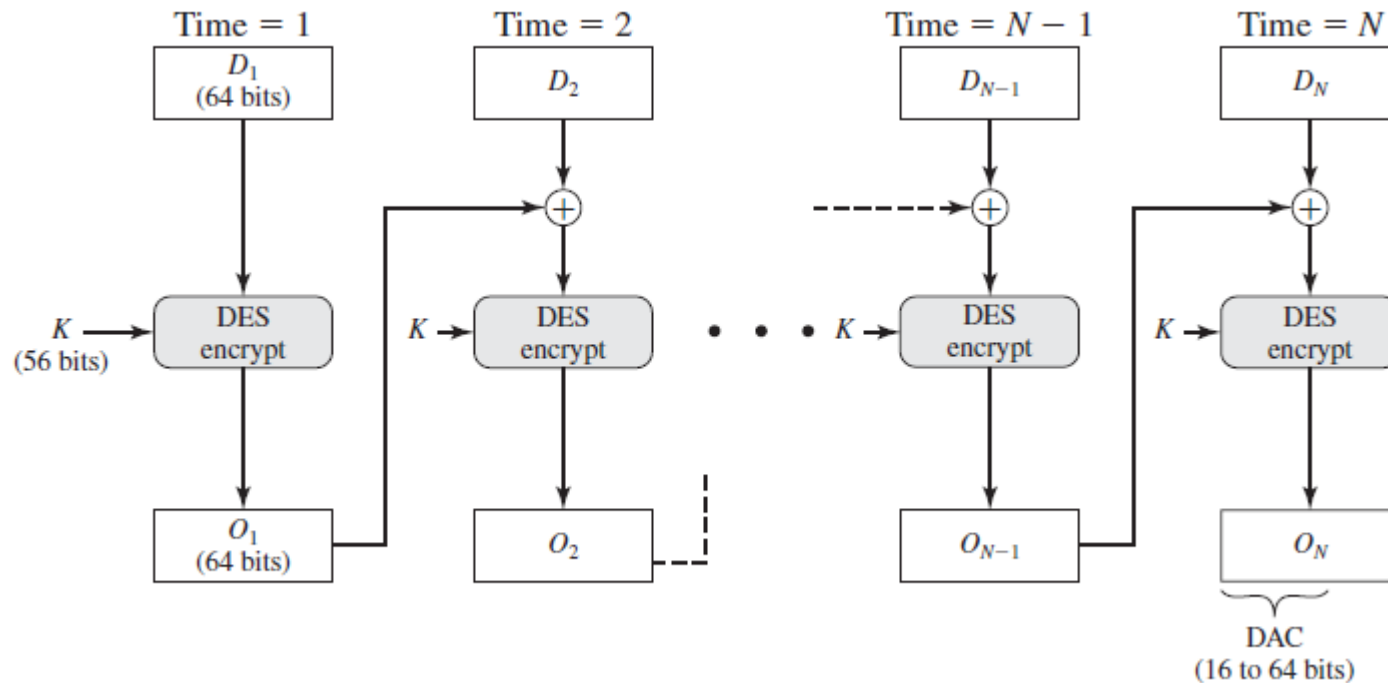 Time = 1 Time = 2 Time = N − 1 Time = N
D₁
(64 bits)
D₂
Dₙ₋₁
Dₙ
+ + +
K
(56 bits)
DES
encrypt
K
DES
encrypt
• • •
K
DES
encrypt
K
DES
encrypt
O₁
(64 bits)
O₂
Oₙ₋₁
Oₙ
DAC
(16 to 64 bits)